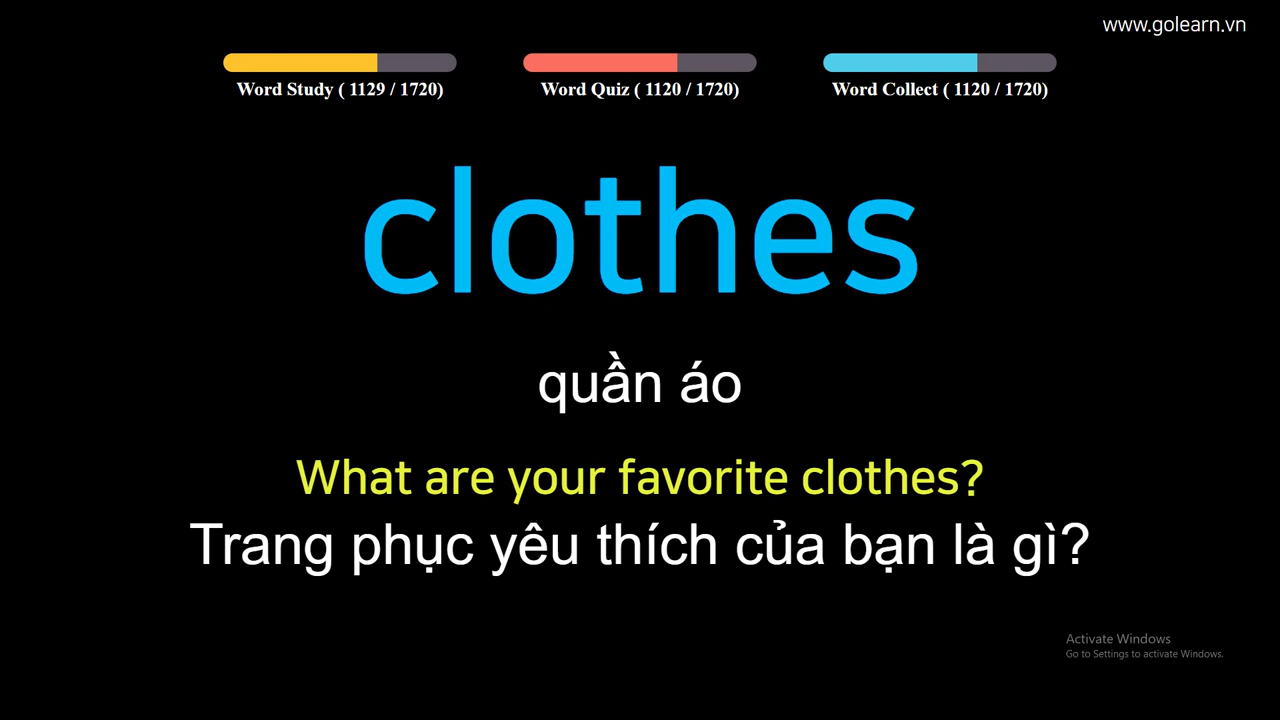 www.golearn.vn
Word Study ( 1129 / 1720)
Word Quiz ( 1120 / 1720)
Word Collect ( 1120 / 1720)
clothes
quần áo
What are your favorite clothes?
Trang phục yêu thích của bạn là gì?
Activate Windows
Go to Settings to activate Windows.